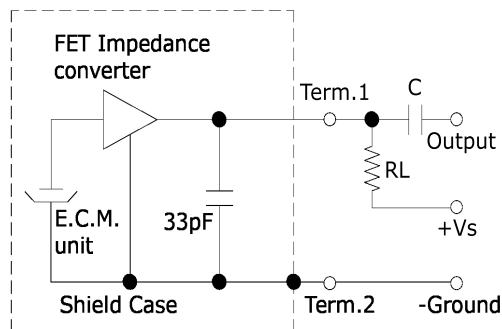 FET Impedance
converter
Term.1
C
Output
RL
+Vs
E.C.M.
unit
33pF
Shield Case
Term.2
-Ground